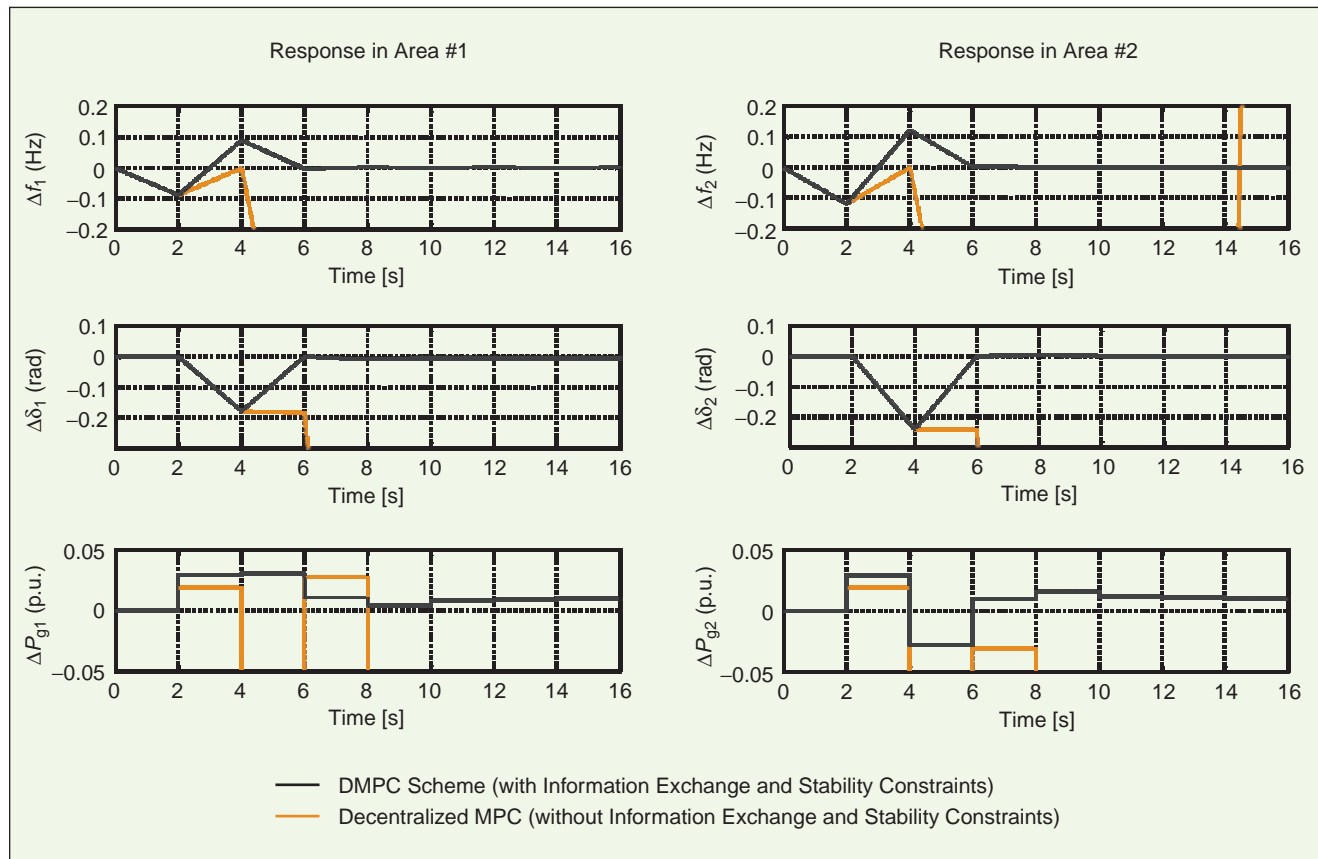 Response in Area #1
Δf1 (Hz)
0.2
0.1
0
−0.1
−0.2
0 2 4 6 8 10 12 14 16
Time [s]
Δδ1 (rad)
0.1
0
−0.1
−0.2
0 2 4 6 8 10 12 14 16
Time [s]
ΔPg1 (p.u.)
0.05
0
−0.05
0 2 4 6 8 10 12 14 16
Time [s]
Response in Area #2
Δf2 (Hz)
0.2
0.1
0
−0.1
−0.2
0 2 4 6 8 10 12 14 16
Time [s]
Δδ2 (rad)
0.1
0
−0.1
−0.2
0 2 4 6 8 10 12 14 16
Time [s]
ΔPg2 (p.u.)
0.05
0
−0.05
0 2 4 6 8 10 12 14 16
Time [s]
DMPC Scheme (with Information Exchange and Stability Constraints)
Decentralized MPC (without Information Exchange and Stability Constraints)